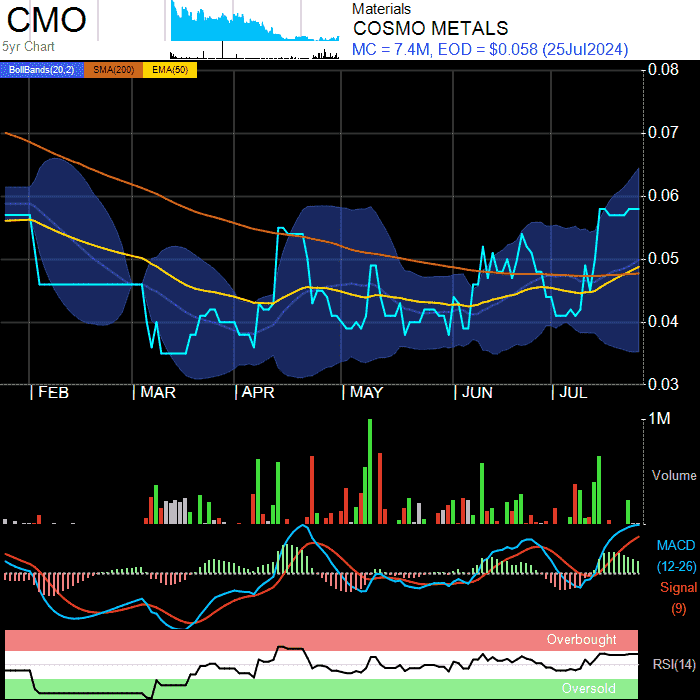 CMO
5yr Chart
Materials
COSMO METALS
MC = 7.4M, EOD = $0.058 (25Jul2024)
BollBands(20,2) SMA(200) EMA(50)
0.08
0.07
0.06
0.05
0.04
0.03
| FEB | MAR | APR | MAY | JUN | JUL
1M
Volume
MACD
(12-26)
Signal
(9)
Overbought
RSI(14)
Oversold